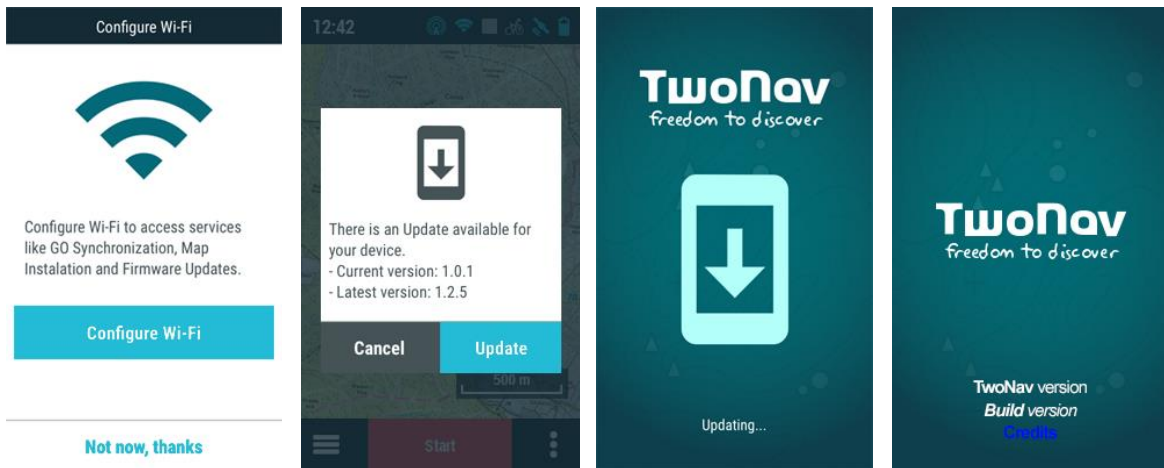 Configure Wi-Fi
Configure Wi-Fi to access services
like GO Synchronization, Map
Instalation and Firmware Updates.
Configure Wi-Fi
Not now, thanks
12:42
There is an Update available for
your device.
- Current version: 1.0.1
- Latest version: 1.2.5
Cancel
Update
500 m
Start
TwoNav
freedom to discover
Updating...
TwoNav
freedom to discover
TwoNav version
Build version
Credits